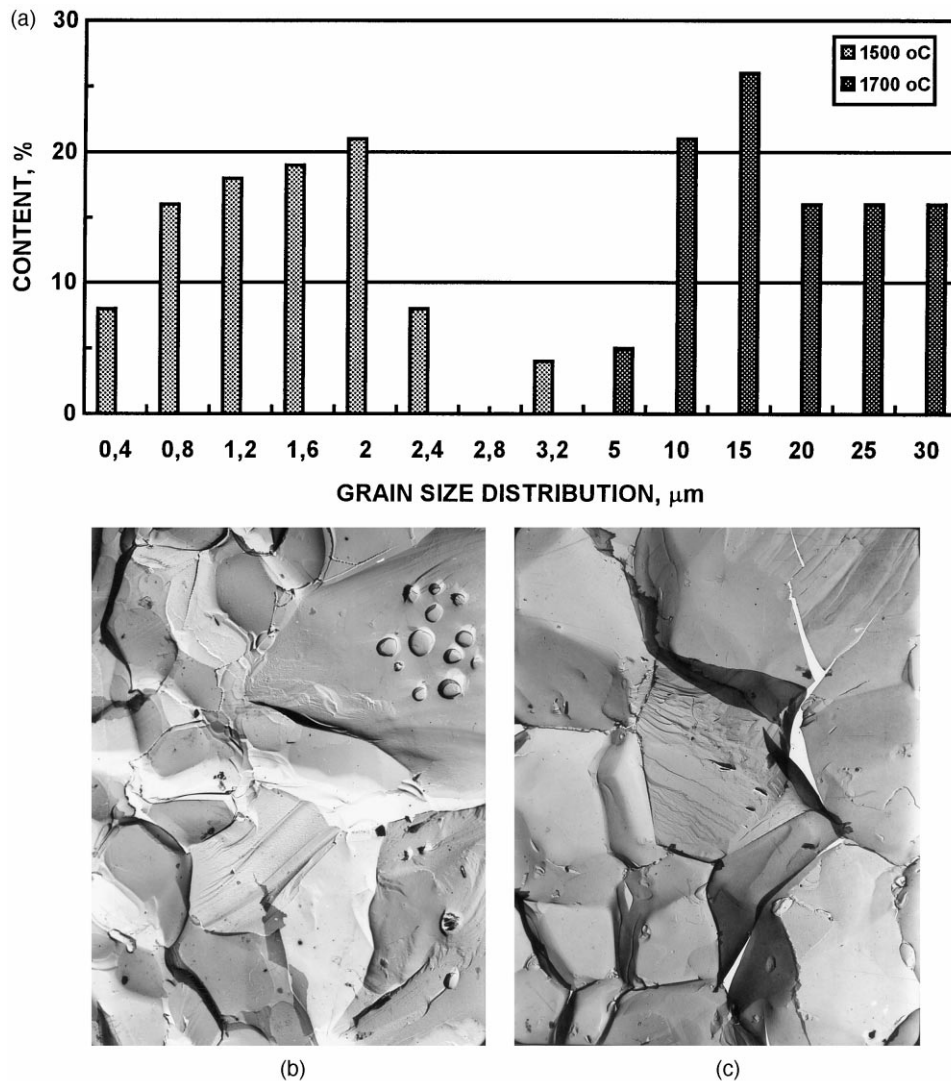 (a)
30
20
10
0
CONTENT, %
1500 oC
1700 oC
0,4 0,8 1,2 1,6 2 2,4 2,8 3,2 5 10 15 20 25 30
GRAIN SIZE DISTRIBUTION, μm
(b) (c)